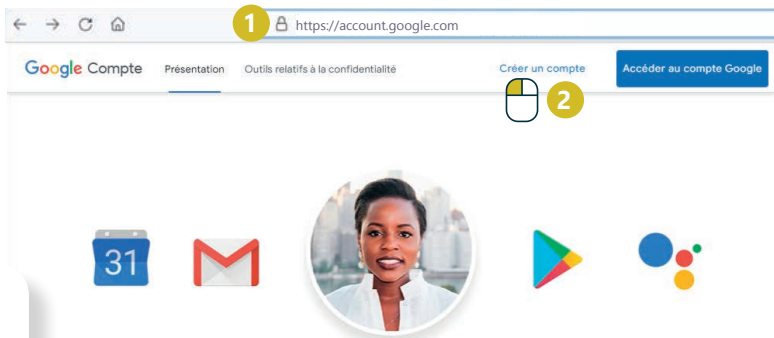 1 https://account.google.com
Google Compte Présentation Outils relatifs à la confidentialité Créer un compte Accéder au compte Google
2
31